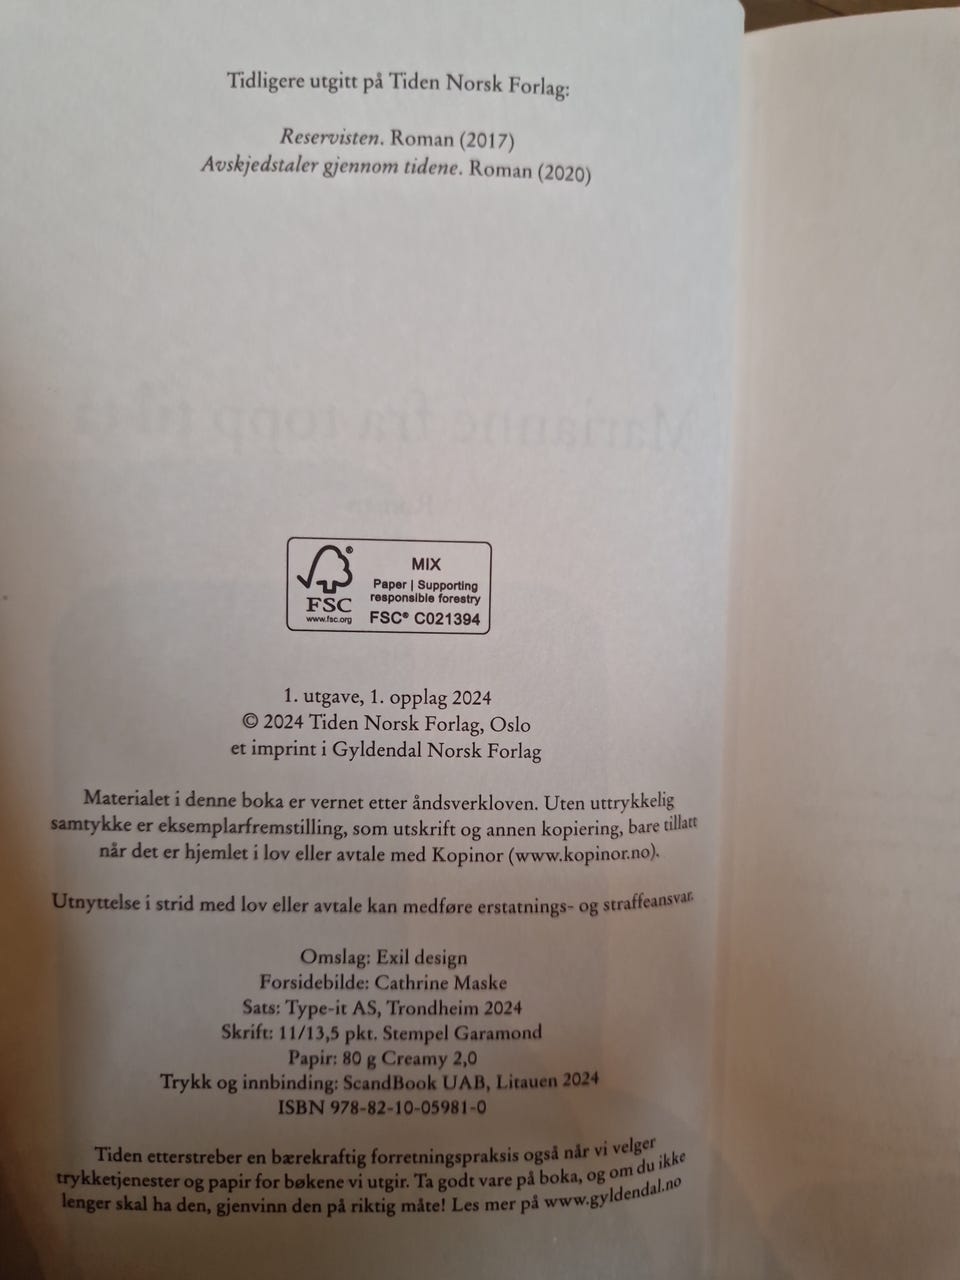 Tidligere utgitt på Tiden Norsk Forlag:
Reservisten. Roman (2017)
Avskjedstaler gjennom tidene. Roman (2020)
Marianne fra topp til tå
Roman
FSC®
www.fsc.org
MIX
Paper | Supporting
responsible forestry
FSC® C021394
1. utgave, 1. opplag 2024
© 2024 Tiden Norsk Forlag, Oslo
et imprint i Gyldendal Norsk Forlag
Materialet i denne boka er vernet etter åndsverkloven. Uten uttrykkelig
samtykke er eksemplarfremstilling, som utskrift og annen kopiering, bare tillatt
når det er hjemlet i lov eller avtale med Kopinor (www.kopinor.no).
Utnyttelse i strid med lov eller avtale kan medføre erstatnings- og straffeansvar.
Omslag: Exil design
Forsidebilde: Cathrine Maske
Sats: Type-it AS, Trondheim 2024
Skrift: 11/13,5 pkt. Stempel Garamond
Papir: 80 g Creamy 2,0
Trykk og innbinding: ScandBook UAB, Litauen 2024
ISBN 978-82-10-05981-0
Tiden etterstreber en bærekraftig forretningspraksis også når vi velger
trykketjenester og papir for bøkene vi utgir. Ta godt vare på boka, og om du ikke
lenger skal ha den, gjenvinn den på riktig måte! Les mer på www.gyldendal.no